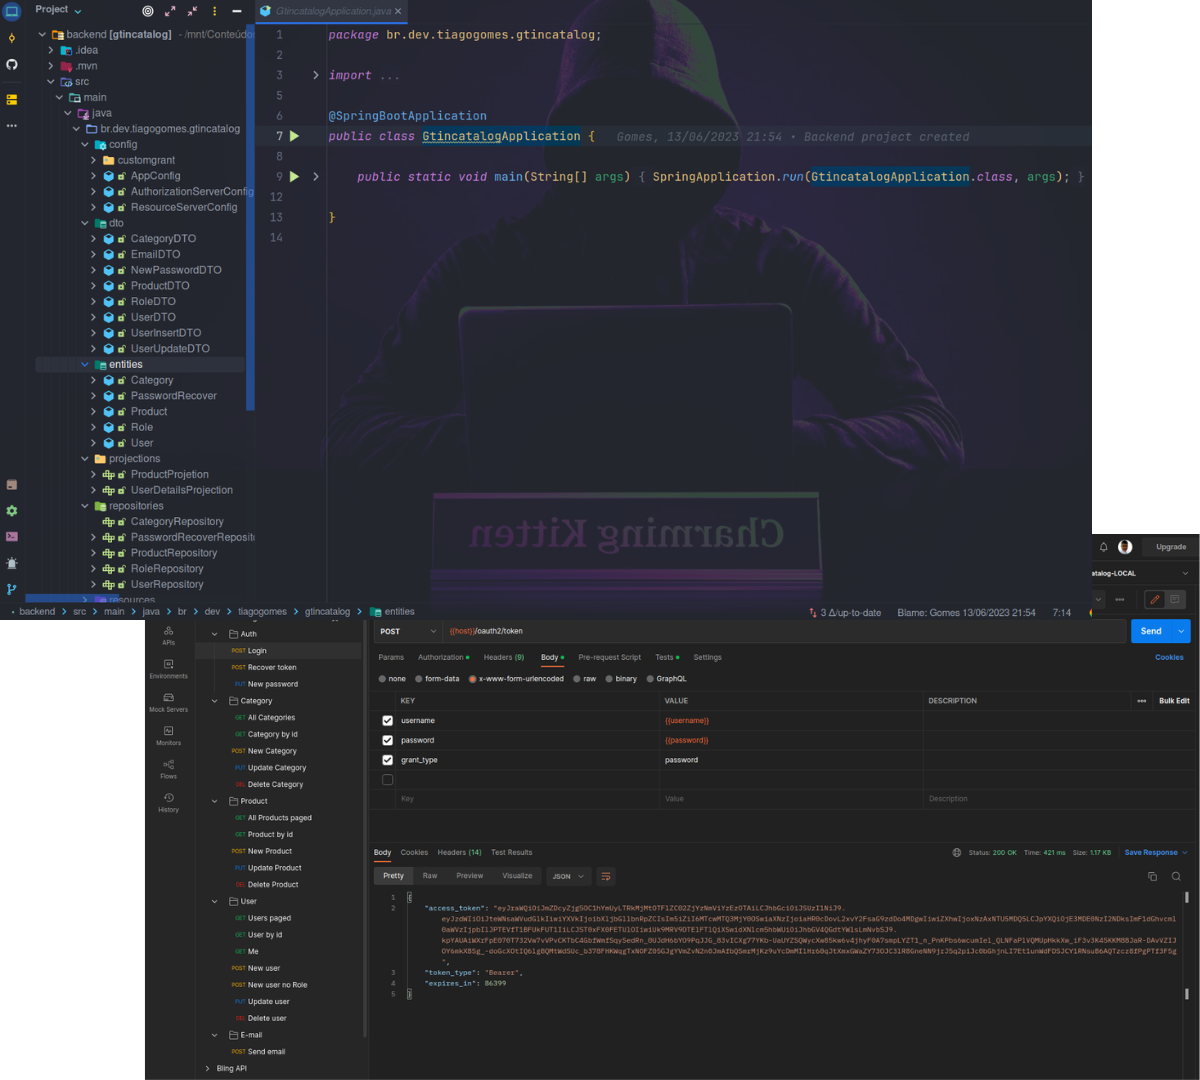 Project
GtincatalogApplication.java
backend [gtincatalog] - /mnt/Conteúdos
.idea
.mvn
src
main
java
br.dev.tiagogomes.gtincatalog
config
customgrant
AppConfig
AuthorizationServerConfig
ResourceServerConfig
dto
CategoryDTO
EmailDTO
NewPasswordDTO
ProductDTO
RoleDTO
UserDTO
UserInsertDTO
UserUpdateDTO
entities
Category
PasswordRecover
Product
Role
User
projections
ProductProjetion
UserDetailsProjection
repositories
CategoryRepository
PasswordRecoverReposit
ProductRepository
RoleRepository
UserRepository
resources
1 package br.dev.tiagogomes.gtincatalog;
2
3 import ...
5
6 @SpringBootApplication
7 public class GtincatalogApplication { Gomes, 13/06/2023 21:54 • Backend project created
8
9 public static void main(String[] args) { SpringApplication.run(GtincatalogApplication.class, args); }
12
13 }
14
Charming Kitten
backend > src > main > java > br > dev > tiagogomes > gtincatalog > entities
3 Δ/up-to-date Blame: Gomes 13/06/2023 21:54 7:14
Upgrade
atalog-LOCAL
APIs
Environments
Mock Servers
Monitors
Flows
History
Auth
POST Login
Recover token
PUT New password
Category
GET All Categories
GET Category by id
POST New Category
PUT Update Category
DEL Delete Category
Product
GET All Products paged
GET Product by id
POST New Product
PUT Update Product
DEL Delete Product
User
GET Users paged
GET User by id
GET Me
POST New user
POST New user no Role
PUT Update user
DEL Delete user
E-mail
POST Send email
Bling API
POST {{host}}/oauth2/token Send
Params Authorization Headers (9) Body Pre-request Script Tests Settings Cookies
none form-data x-www-form-urlencoded raw binary GraphQL
KEY VALUE DESCRIPTION Bulk Edit
username {{username}}
password {{password}}
grant_type password
Key Value Description
Body Cookies Headers (14) Test Results Status: 200 OK Time: 421 ms Size: 1.17 KB Save Response
Pretty Raw Preview Visualize JSON
1 {
2 "access_token":
3 "token_type": "Bearer",
4 "expires_in": 86399
5 }